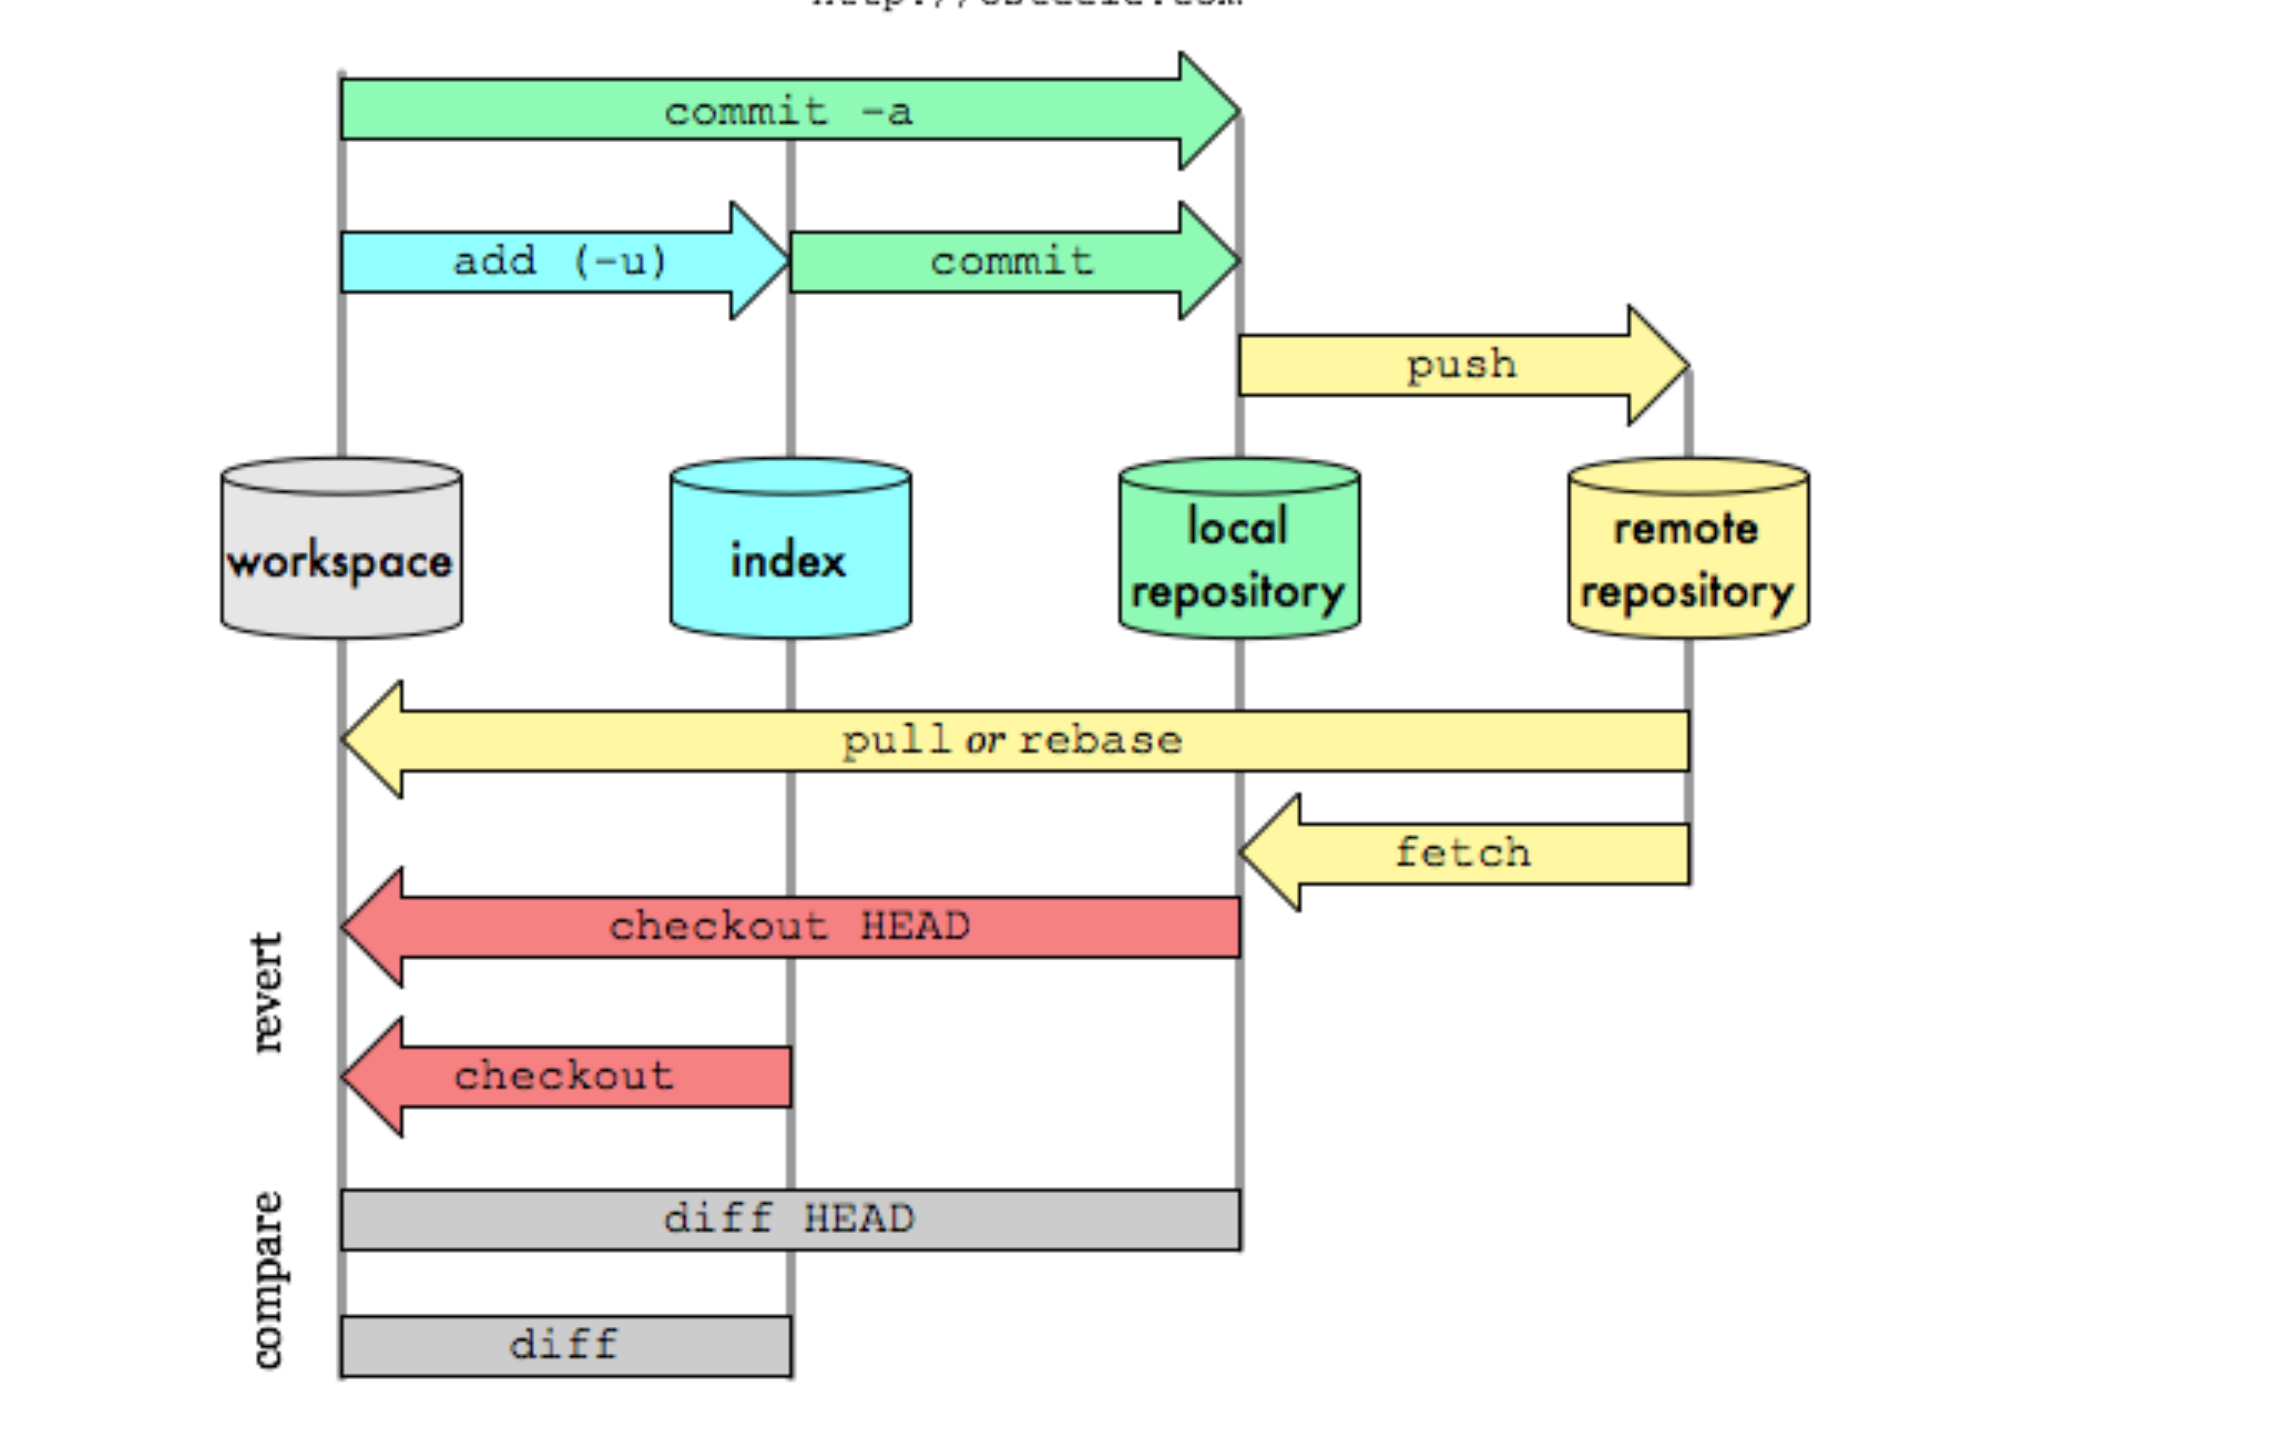 commit -a
add (-u)
commit
push
workspace
index
local
repository
remote
repository
pull or rebase
fetch
revert
checkout HEAD
checkout
compare
diff HEAD
diff